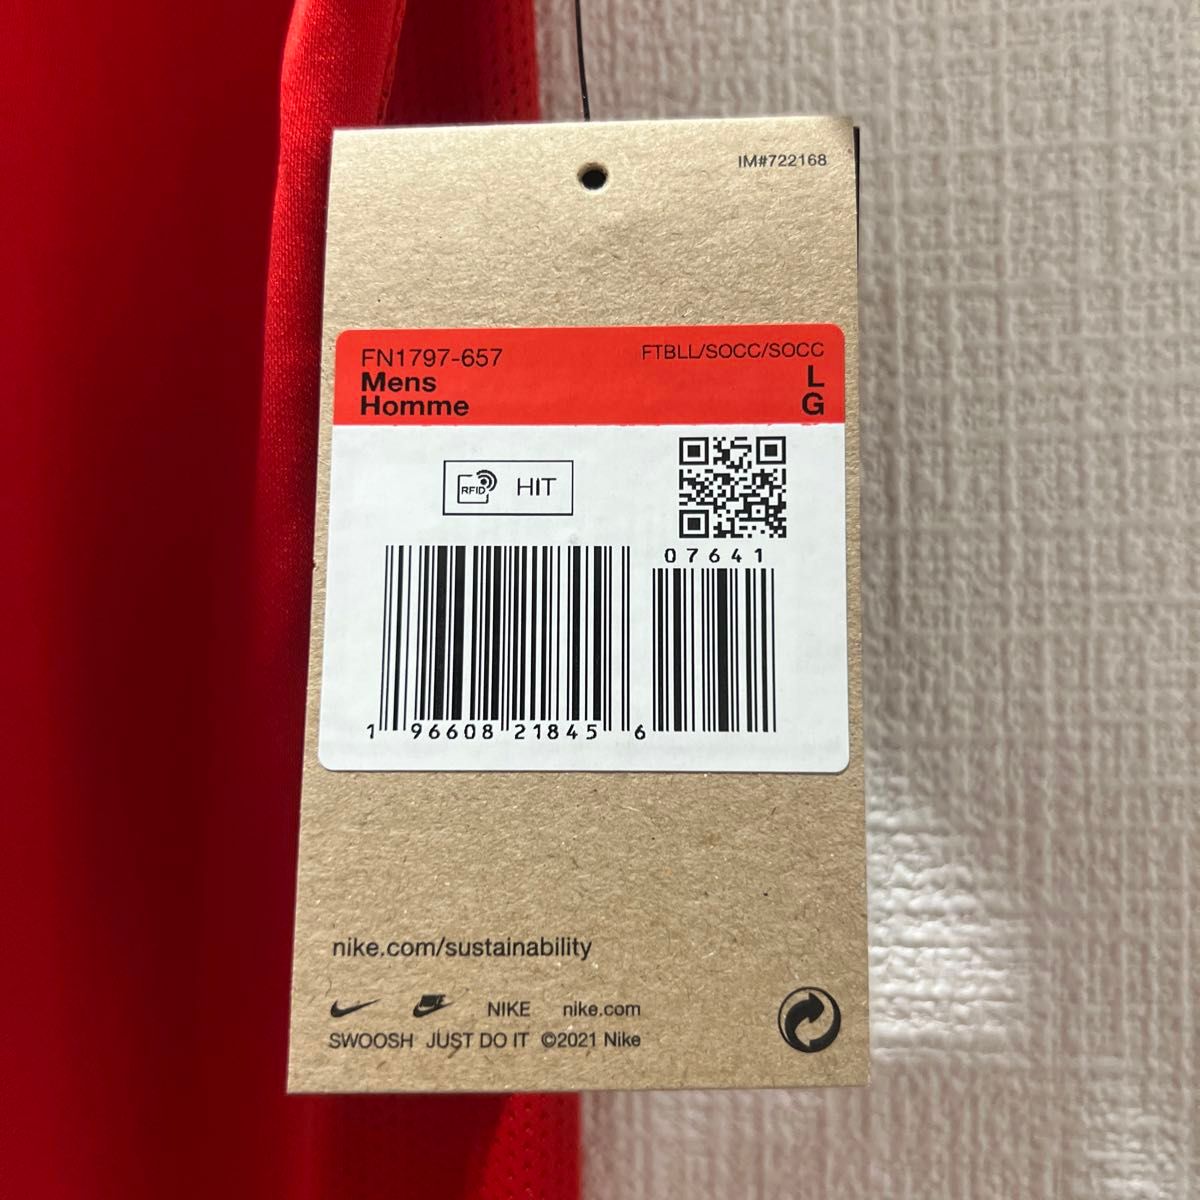 IM#722168
FN1797-657 FTBLL/SOCC/SOCC
Mens L
Homme G
RFID HIT
07641
1 96608 21845 6
nike.com/sustainability
NIKE nike.com
SWOOSH JUST DO IT ©2021 Nike